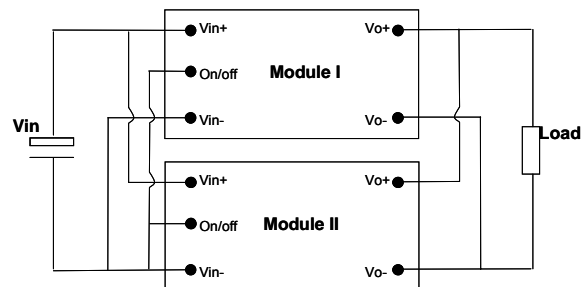 Vin+ Vo+
On/off Module I
Vin- Vo-
Vin Load
Vin+ Vo+
On/off Module II
Vin- Vo-